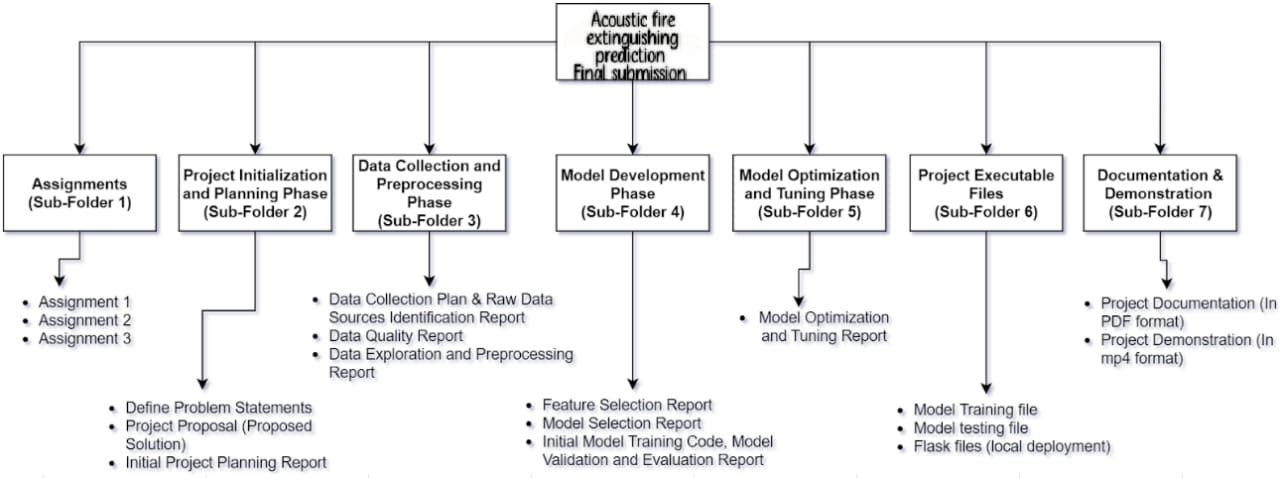 Acoustic fire
extinguishing
prediction
Final submission
Assignments
(Sub-Folder 1)
Project Initialization
and Planning Phase
(Sub-Folder 2)
Data Collection and
Preprocessing
Phase
(Sub-Folder 3)
Model Development
Phase
(Sub-Folder 4)
Model Optimization
and Tuning Phase
(Sub-Folder 5)
Project Executable
Files
(Sub-Folder 6)
Documentation &
Demonstration
(Sub-Folder 7)
• Assignment 1
• Assignment 2
• Assignment 3
• Define Problem Statements
• Project Proposal (Proposed
Solution)
• Initial Project Planning Report
• Data Collection Plan & Raw Data
Sources Identification Report
• Data Quality Report
• Data Exploration and Preprocessing
Report
• Feature Selection Report
• Model Selection Report
• Initial Model Training Code, Model
Validation and Evaluation Report
• Model Optimization
and Tuning Report
• Model Training file
• Model testing file
• Flask files (local deployment)
• Project Documentation (In
PDF format)
• Project Demonstration (In
mp4 format)